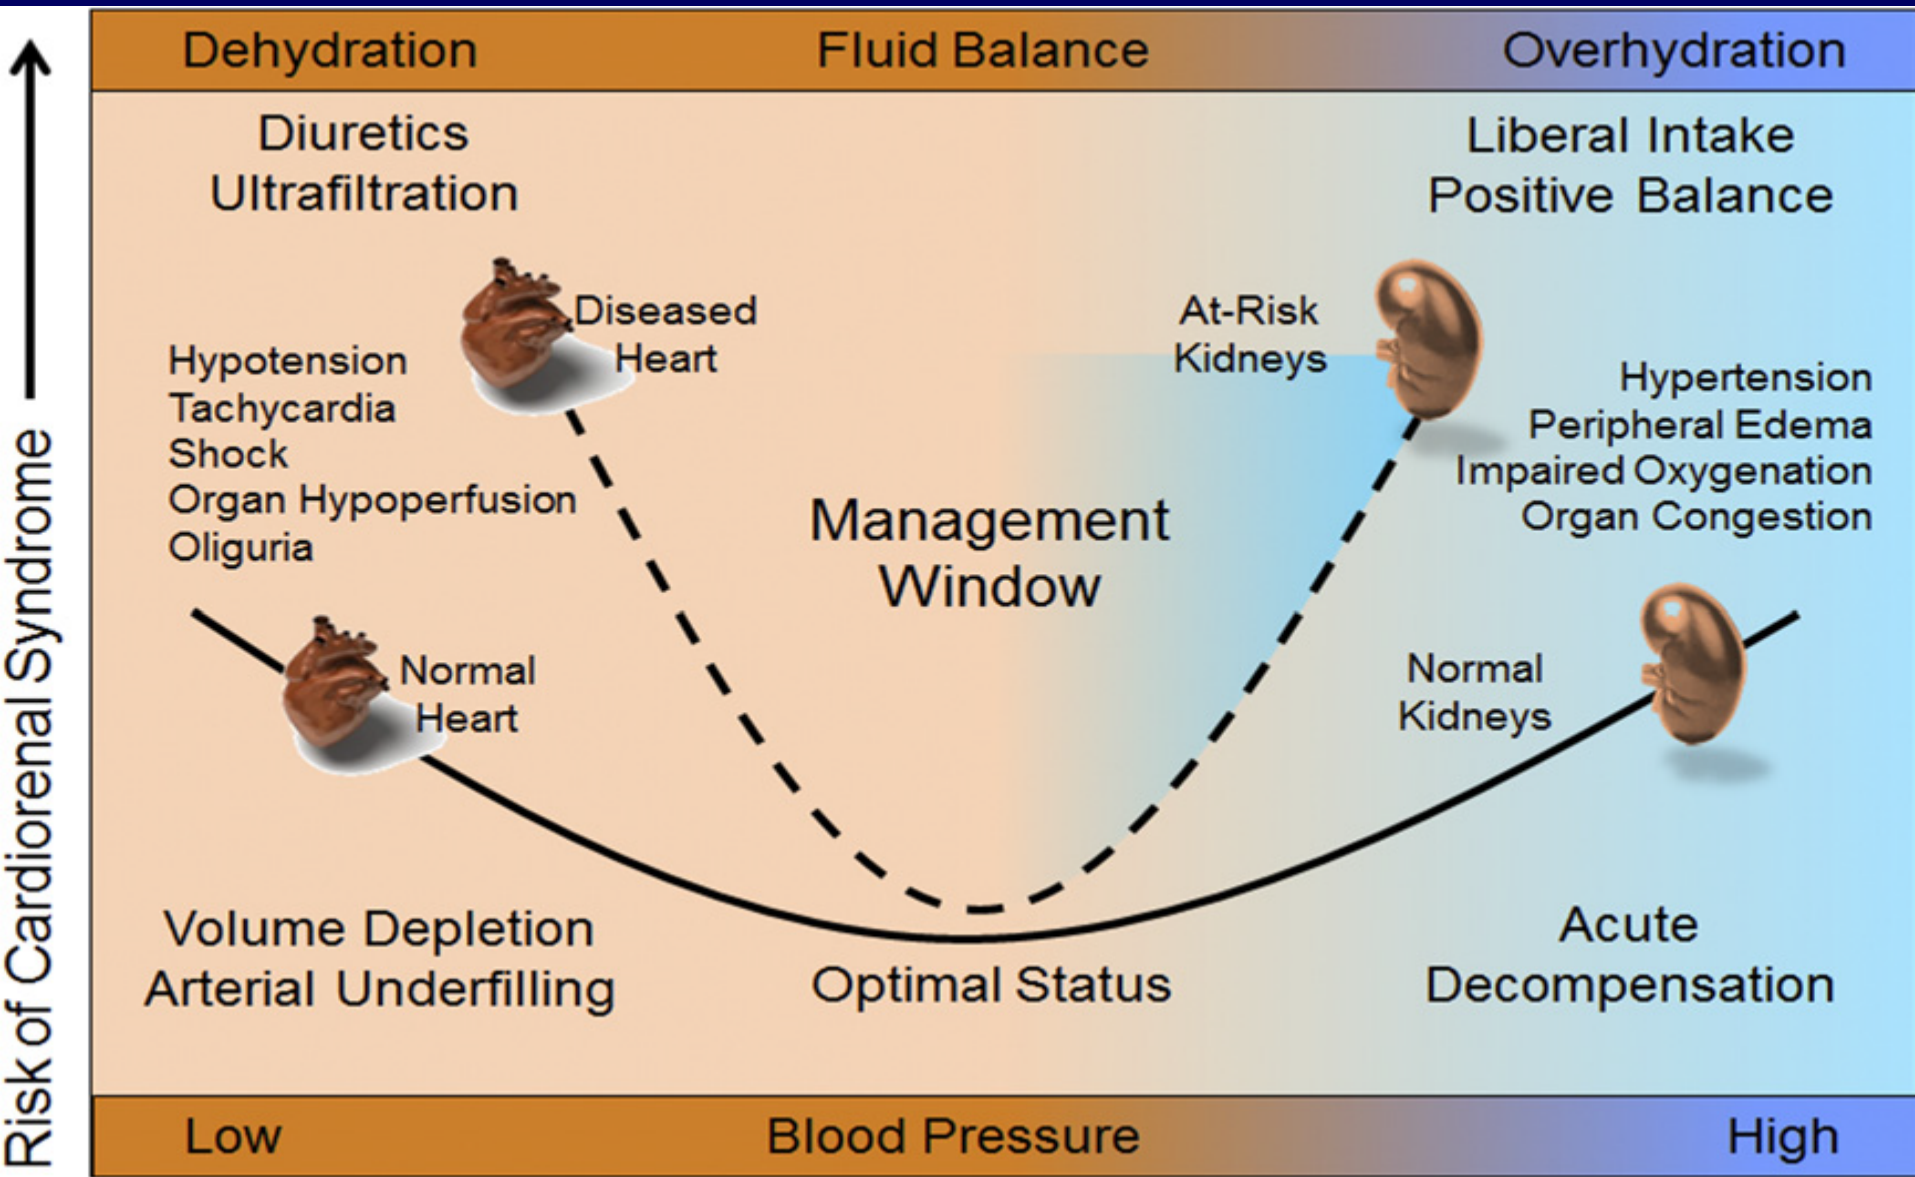 Dehydration
Fluid Balance
Overhydration
Diuretics
Ultrafiltration
Liberal Intake
Positive Balance
Diseased
Heart
At-Risk
Kidneys
Hypotension
Tachycardia
Shock
Organ Hypoperfusion
Oliguria
Hypertension
Peripheral Edema
Impaired Oxygenation
Organ Congestion
Management
Window
Normal
Heart
Normal
Kidneys
Volume Depletion
Arterial Underfilling
Optimal Status
Acute
Decompensation
Low
Blood Pressure
High
Risk of Cardiorenal Syndrome